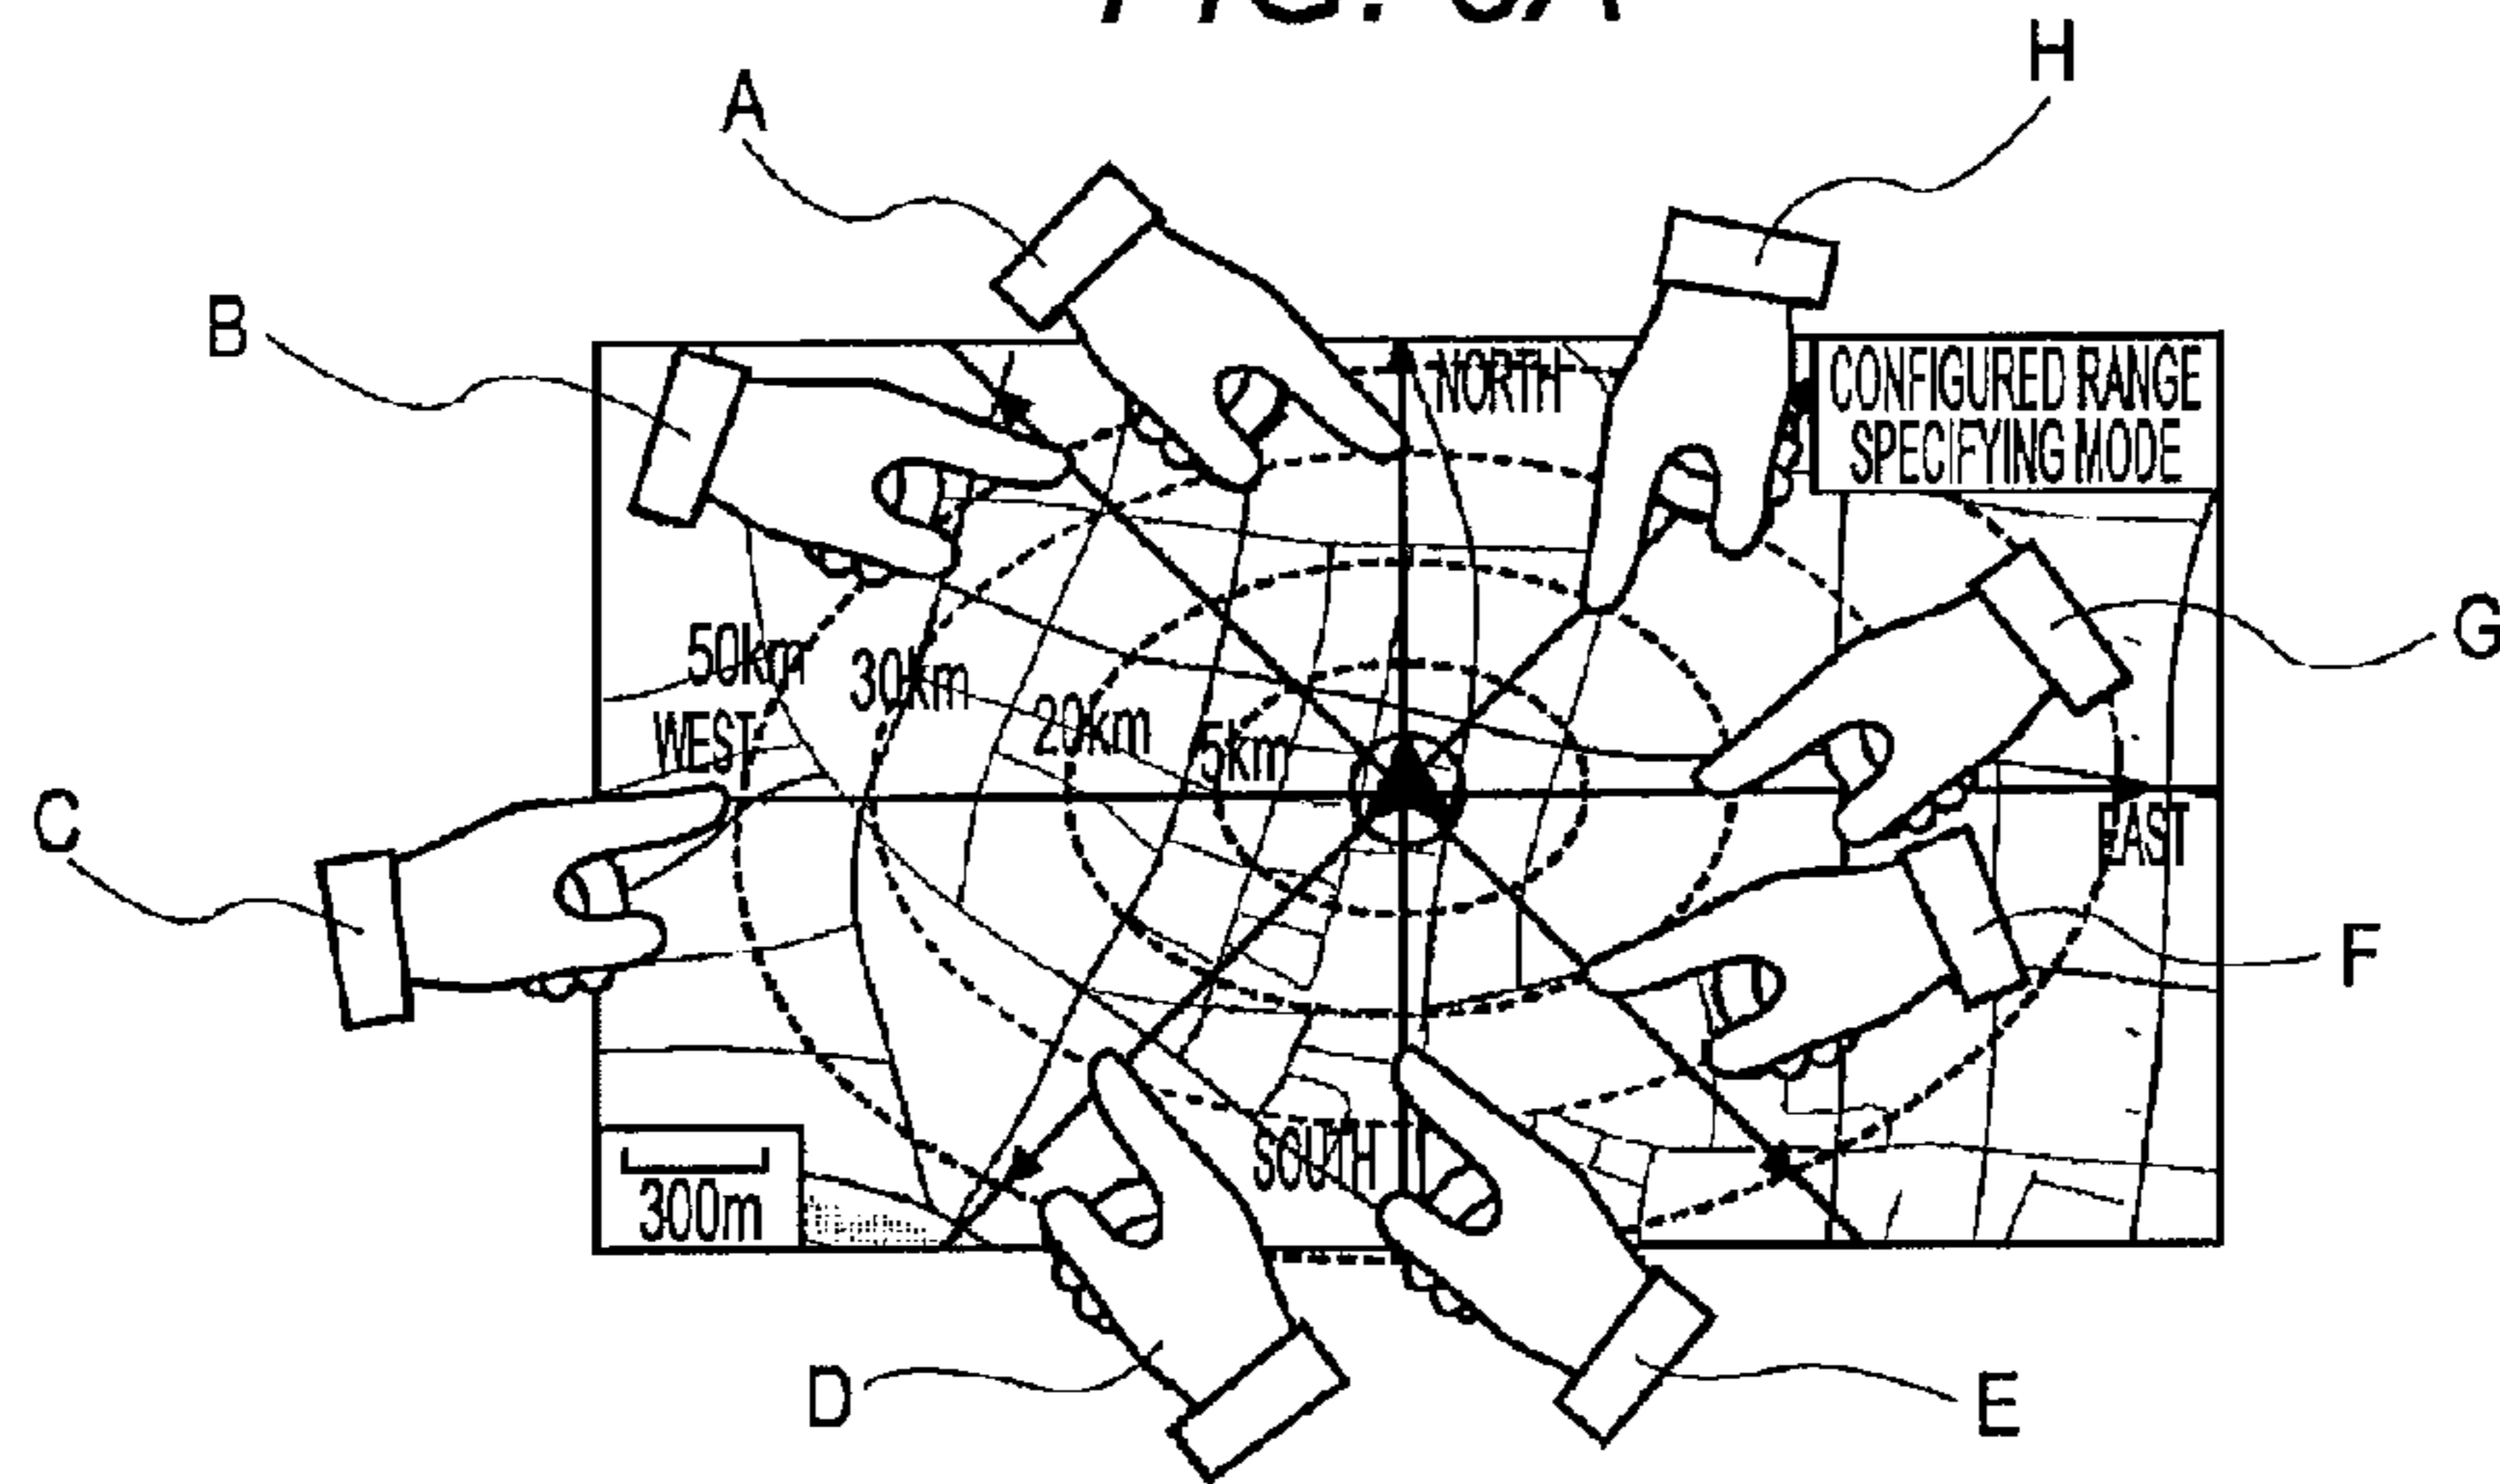 H
A
B
NORTH
CONFIGURED RANGE
SPECIFYING MODE
50km
30km
20km
5km
G
WEST
C
EAST
F
SOUTH
300m
D
E